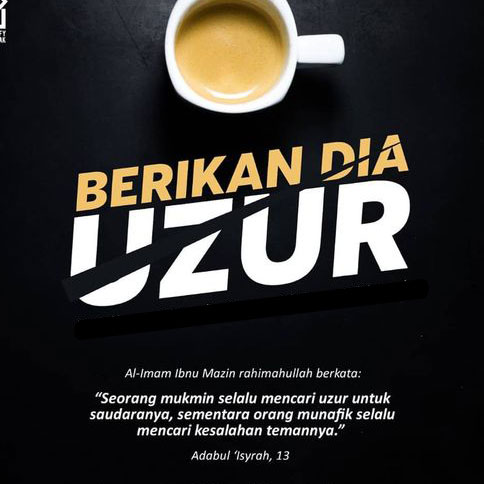 BERIKAN DIA
UZUR
Al-Imam Ibnu Mazin rahimahullah berkata:
“Seorang mukmin selalu mencari uzur untuk
saudaranya, sementara orang munafik selalu
mencari kesalahan temannya.”
Adabul ‘Isyrah, 13